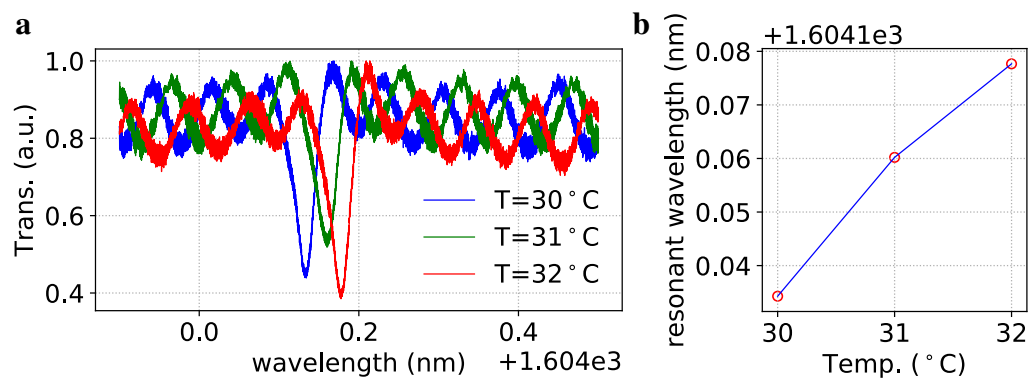 a
Trans. (a.u.)
1.0
0.8
0.6
0.4
T=30°C
T=31°C
T=32°C
0.0
0.2
0.4
wavelength (nm)
+1.604e3
b
+1.6041e3
resonant wavelength (nm)
0.08
0.07
0.06
0.05
0.04
30
31
32
Temp. (°C)